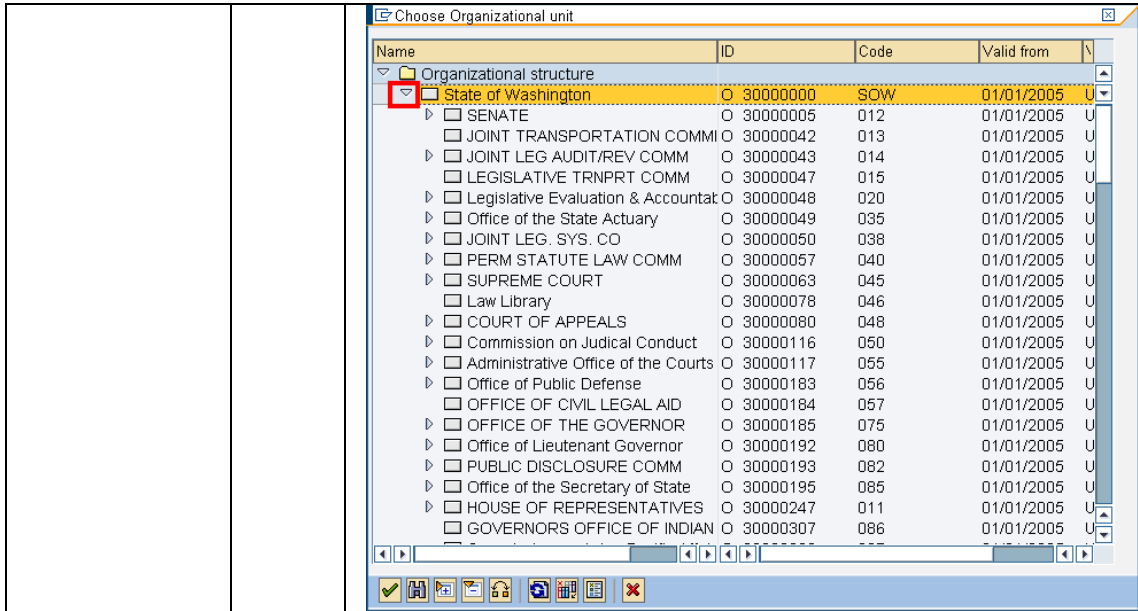 Choose Organizational unit
Name ID Code Valid from V
Organizational structure
State of Washington O 30000000 SOW 01/01/2005 U
SENATE O 30000005 012 01/01/2005 U
JOINT TRANSPORTATION COMMI O 30000042 013 01/01/2005 U
JOINT LEG AUDIT/REV COMM O 30000043 014 01/01/2005 U
LEGISLATIVE TRNPRT COMM O 30000047 015 01/01/2005 U
Legislative Evaluation & Accountat O 30000048 020 01/01/2005 U
Office of the State Actuary O 30000049 035 01/01/2005 U
JOINT LEG. SYS. CO O 30000050 038 01/01/2005 U
PERM STATUTE LAW COMM O 30000057 040 01/01/2005 U
SUPREME COURT O 30000063 045 01/01/2005 U
Law Library O 30000078 046 01/01/2005 U
COURT OF APPEALS O 30000080 048 01/01/2005 U
Commission on Judical Conduct O 30000116 050 01/01/2005 U
Administrative Office of the Courts O 30000117 055 01/01/2005 U
Office of Public Defense O 30000183 056 01/01/2005 U
OFFICE OF CIVIL LEGAL AID O 30000184 057 01/01/2005 U
OFFICE OF THE GOVERNOR O 30000185 075 01/01/2005 U
Office of Lieutenant Governor O 30000192 080 01/01/2005 U
PUBLIC DISCLOSURE COMM O 30000193 082 01/01/2005 U
Office of the Secretary of State O 30000195 085 01/01/2005 U
HOUSE OF REPRESENTATIVES O 30000247 011 01/01/2005 U
GOVERNORS OFFICE OF INDIAN O 30000307 086 01/01/2005 U